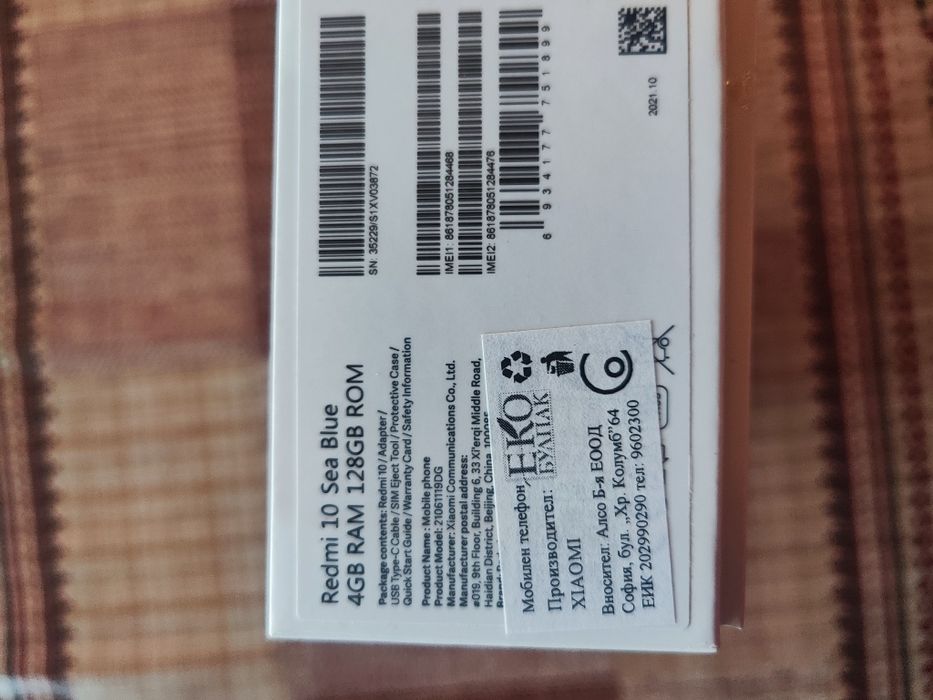 Redmi 10 Sea Blue
4GB RAM 128GB ROM
Package contents: Redmi 10 / Adapter /
USB Type-C Cable / SIM Eject Tool / Protective Case /
Quick Start Guide / Warranty Card / Safety Information
Product Name : Mobile phone
Product Model: 21061119DG
Manufacturer: Xiaomi Communications Co., Ltd.
Manufacturer postal address:
#019, 9th Floor, Building 6, 33 Xi'erqi Middle Road,
Haidian District, Beijing, China, 100085
SN: 35229/S1XV03872
IMEI1: 861878051284468
IMEI2: 861878051284476
6 934177 751899
2021.10
ЕКО
БУЛПАК
Мобилен телефон
Производител:
XIAOMI
Вносител: Алсо Б-я ЕООД
София, бул. „Хр. Колумб”64
ЕИК 202990290 тел: 9602300